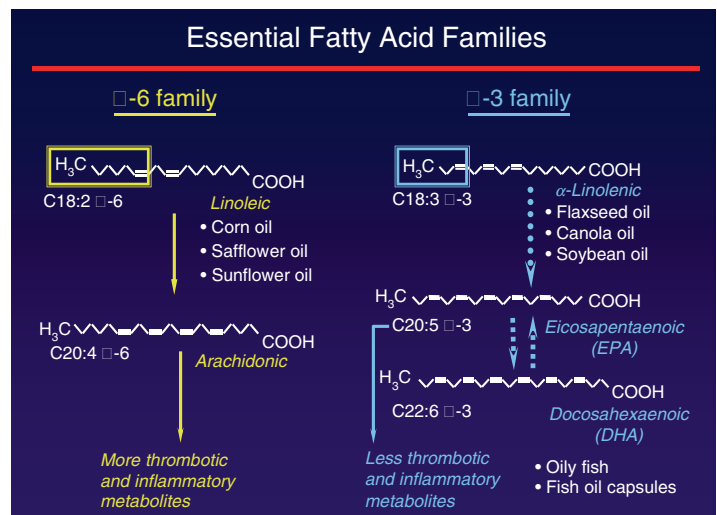 Essential Fatty Acid Families
□-6 family
H3C
COOH
C18:2 □-6
Linoleic
• Corn oil
• Safflower oil
• Sunflower oil
H3C
COOH
C20:4 □-6
Arachidonic
More thrombotic
and inflammatory
metabolites
□-3 family
H3C
COOH
C18:3 □-3
α-Linolenic
• Flaxseed oil
• Canola oil
• Soybean oil
H3C
COOH
C20:5 □-3
Eicosapentaenoic
(EPA)
H3C
COOH
C22:6 □-3
Docosahexaenoic
(DHA)
Less thrombotic
and inflammatory
metabolites
• Oily fish
• Fish oil capsules